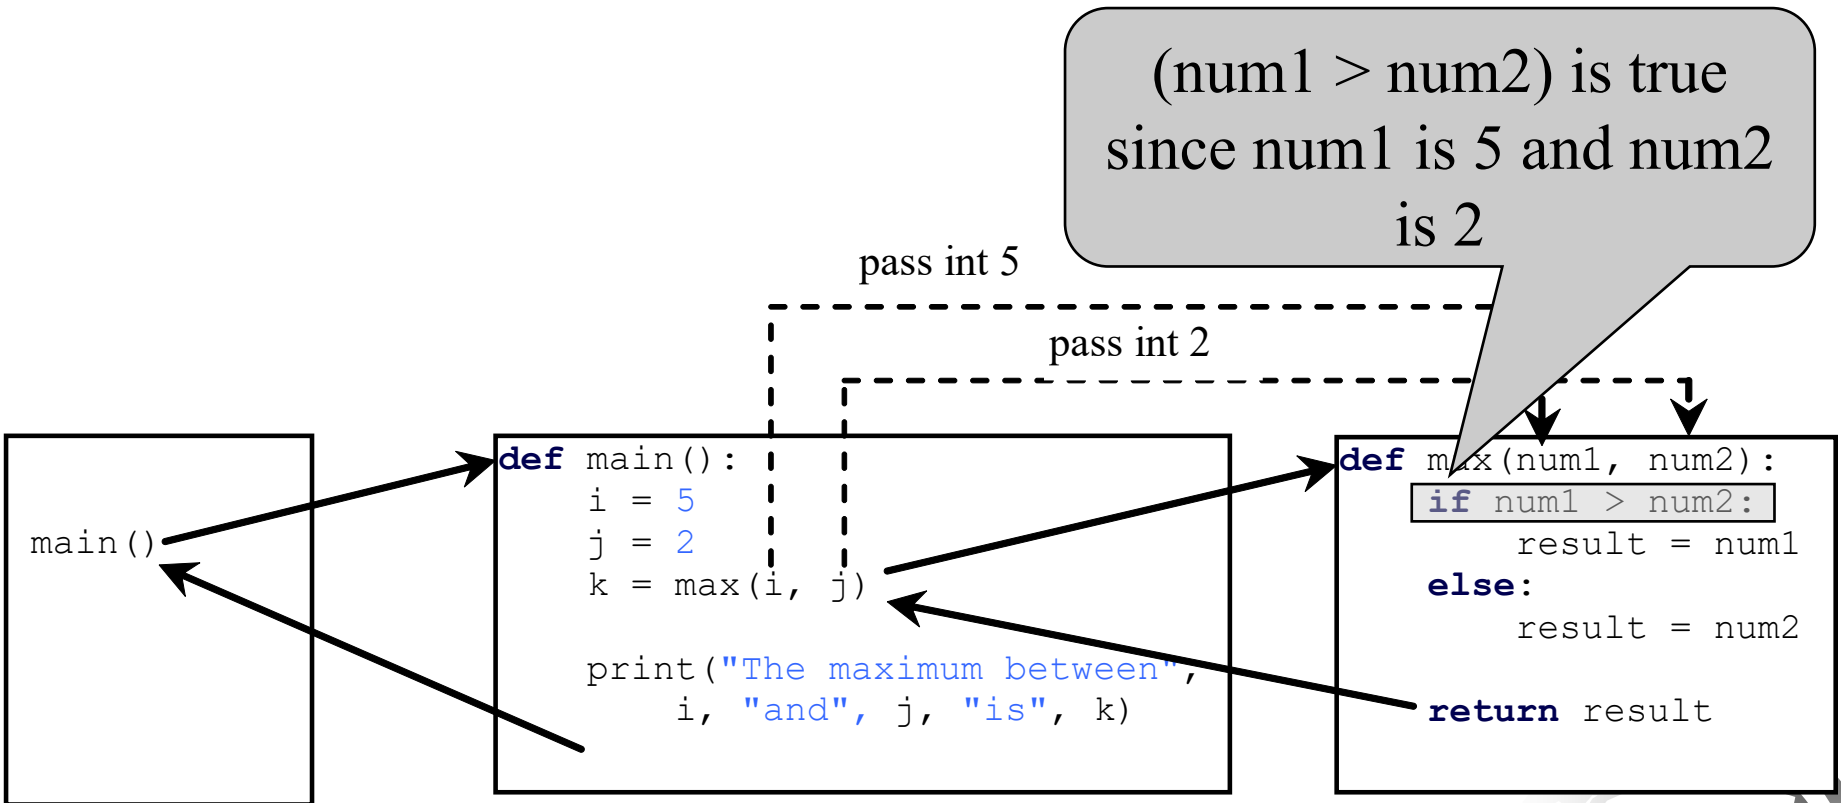 (num1 > num2) is true
since num1 is 5 and num2
is 2
pass int 5
pass int 2
main()
def main():
    i = 5
    j = 2
    k = max(i, j)
    print("The maximum between",
        i, "and", j, "is", k)
def max(num1, num2):
    if num1 > num2:
        result = num1
    else:
        result = num2
    return result